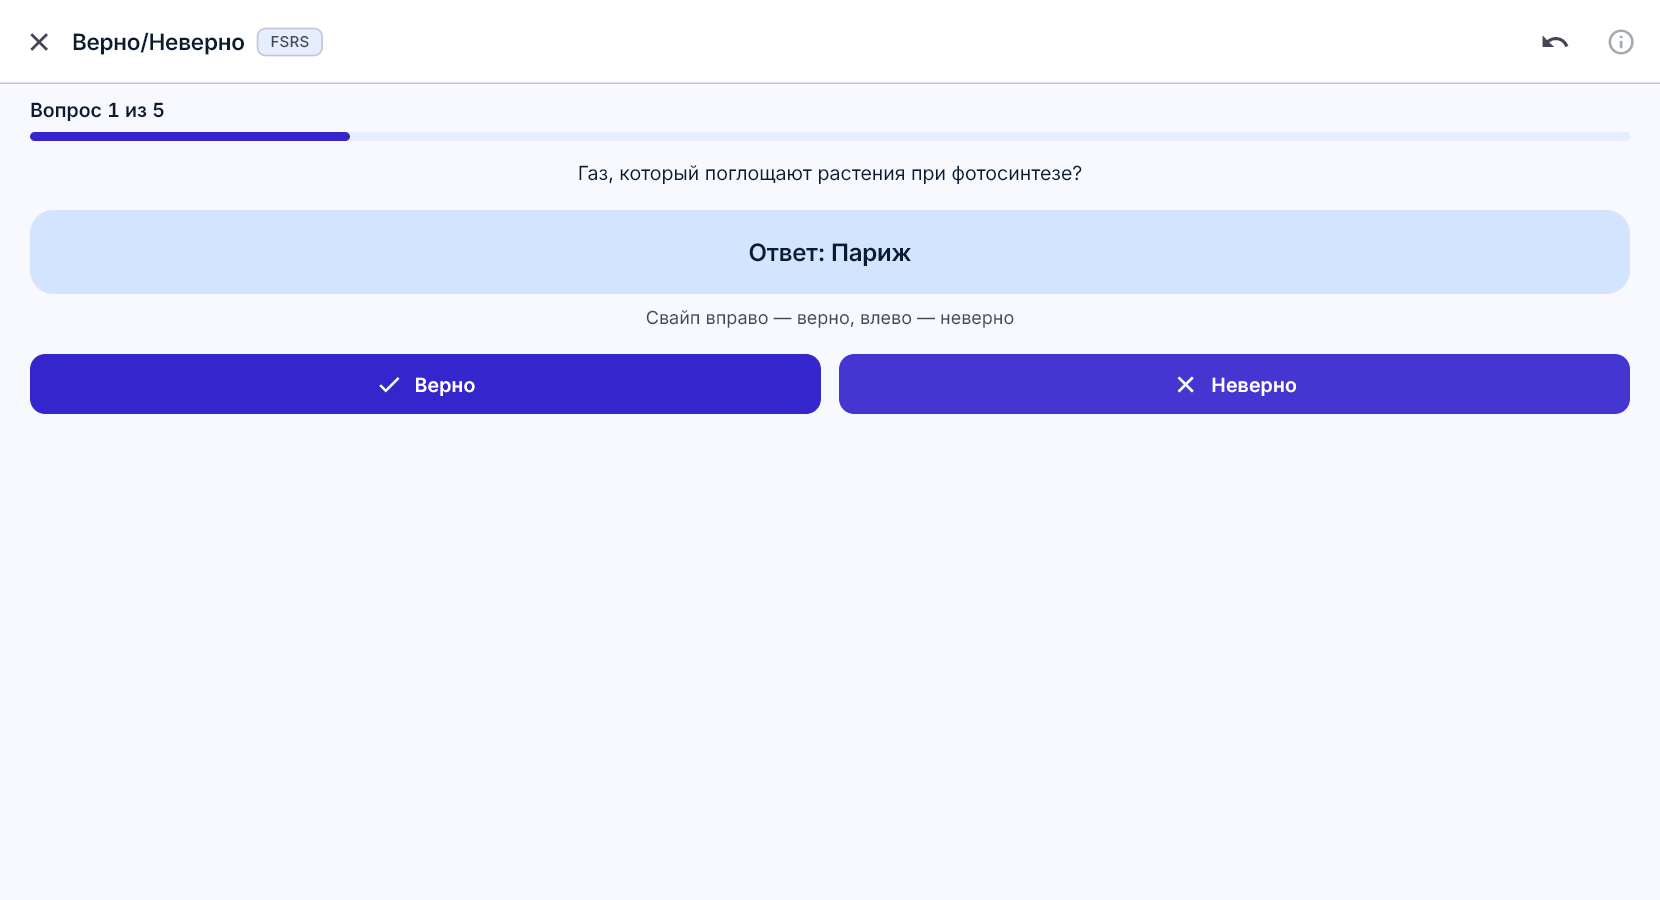 Верно/Неверно FSRS
Вопрос 1 из 5
Газ, который поглощают растения при фотосинтезе?
Ответ: Париж
Свайп вправо — верно, влево — неверно
Верно
Неверно